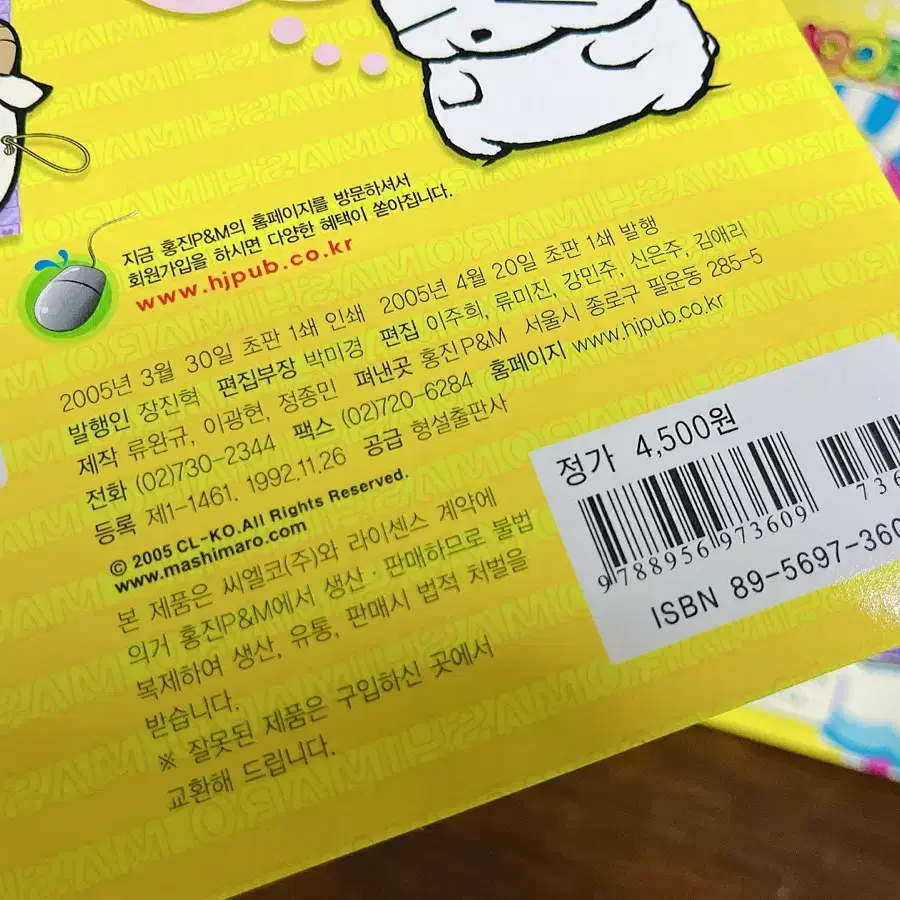 지금 홍진P&M의 홈페이지를 방문하셔서
회원가입을 하시면 다양한 혜택이 쏟아집니다.
www.hjpub.co.kr
2005년 3월 30일 초판 1쇄 인쇄 2005년 4월 20일 초판 1쇄 발행
발행인 장진혁 편집부장 박미경 편집 이주희, 류미진, 강민주, 신은주, 김애리
제작 류완규, 이광현, 정종민 펴낸곳 홍진P&M 서울시 종로구 필운동 285-5
전화 (02)730-2344 팩스 (02)720-6284 홈페이지 www.hjpub.co.kr
등록 제1-1461. 1992.11.26 공급 형설출판사
© 2005 CL-KO.All Rights Reserved.
www.mashimaro.com
본 제품은 씨엘코(주)와 라이센스 계약에
의거 홍진P&M에서 생산·판매하므로 불법
복제하여 생산, 유통, 판매시 법적 처벌을
받습니다.
※ 잘못된 제품은 구입하신 곳에서
교환해 드립니다.
정가 4,500원
9788956973609
736
ISBN 89-5697-360
MASHIMARO